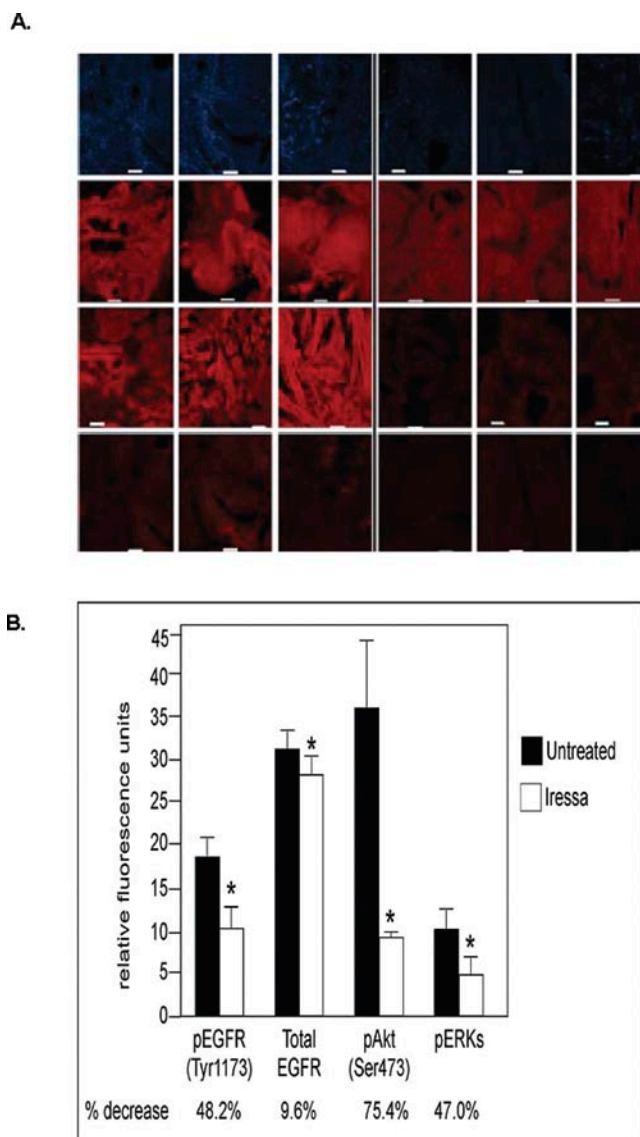 A.
B.
45
40
35
30
25
20
15
10
5
0
relative fluorescence units
* * * *
Untreated
Iressa
pEGFR Total pAkt pERKs
(Tyr1173) EGFR (Ser473)
% decrease 48.2% 9.6% 75.4% 47.0%